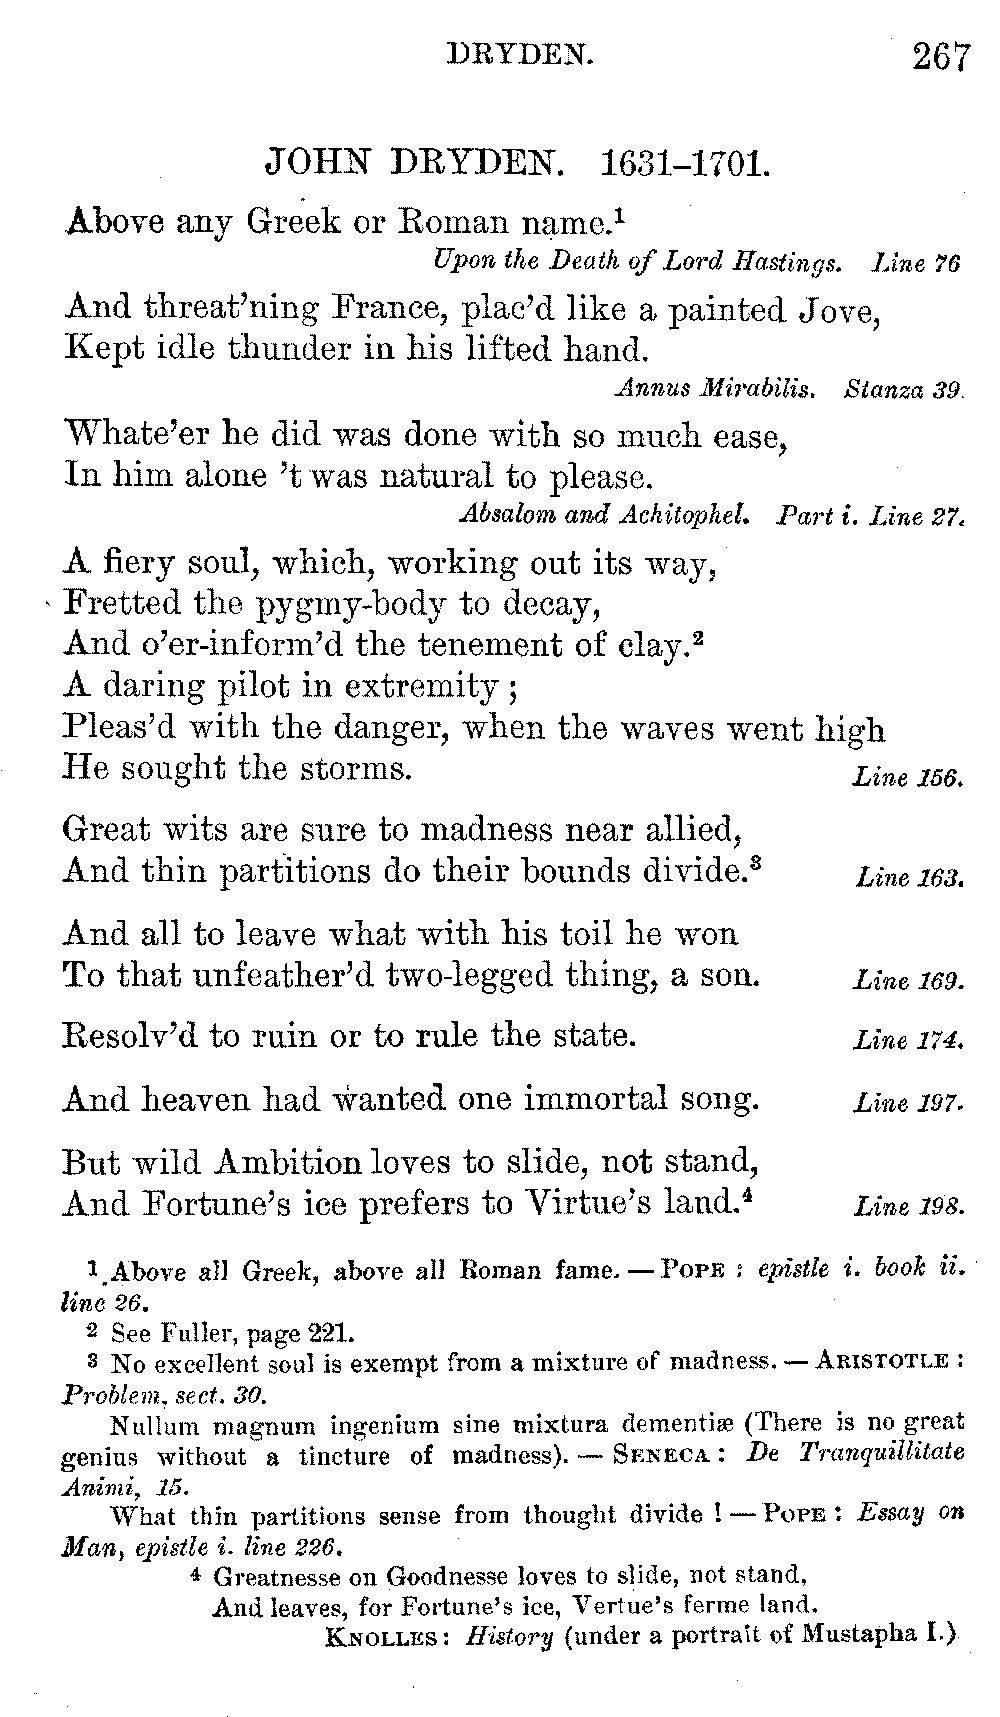 DRYDEN. 267
JOHN DRYDEN. 1631–1701.
Above any Greek or Roman name.¹
Upon the Death of Lord Hastings. Line 76
And threat'ning France, plac'd like a painted Jove,
Kept idle thunder in his lifted hand.
Annus Mirabilis. Stanza 39.
Whate'er he did was done with so much ease,
In him alone 't was natural to please.
Absalom and Achitophel. Part i. Line 27.
A fiery soul, which, working out its way,
Fretted the pygmy-body to decay,
And o'er-inform'd the tenement of clay.²
A daring pilot in extremity;
Pleas'd with the danger, when the waves went high
He sought the storms. Line 156.
Great wits are sure to madness near allied,
And thin partitions do their bounds divide.³ Line 163.
And all to leave what with his toil he won
To that unfeather'd two-legged thing, a son. Line 169.
Resolv'd to ruin or to rule the state. Line 174.
And heaven had wanted one immortal song. Line 197.
But wild Ambition loves to slide, not stand,
And Fortune's ice prefers to Virtue's land.⁴ Line 198.
1 Above all Greek, above all Roman fame. — POPE : epistle i. book ii.
line 26.
2 See Fuller, page 221.
3 No excellent soul is exempt from a mixture of madness. — ARISTOTLE :
Problem, sect. 30.
Nullum magnum ingenium sine mixtura dementiæ (There is no great
genius without a tincture of madness). — SENECA : De Tranquillitate
Animi, 15.
What thin partitions sense from thought divide ! — POPE : Essay on
Man, epistle i. line 226.
4 Greatnesse on Goodnesse loves to slide, not stand,
And leaves, for Fortune's ice, Vertue's ferme land.
KNOLLES : History (under a portrait of Mustapha I.)